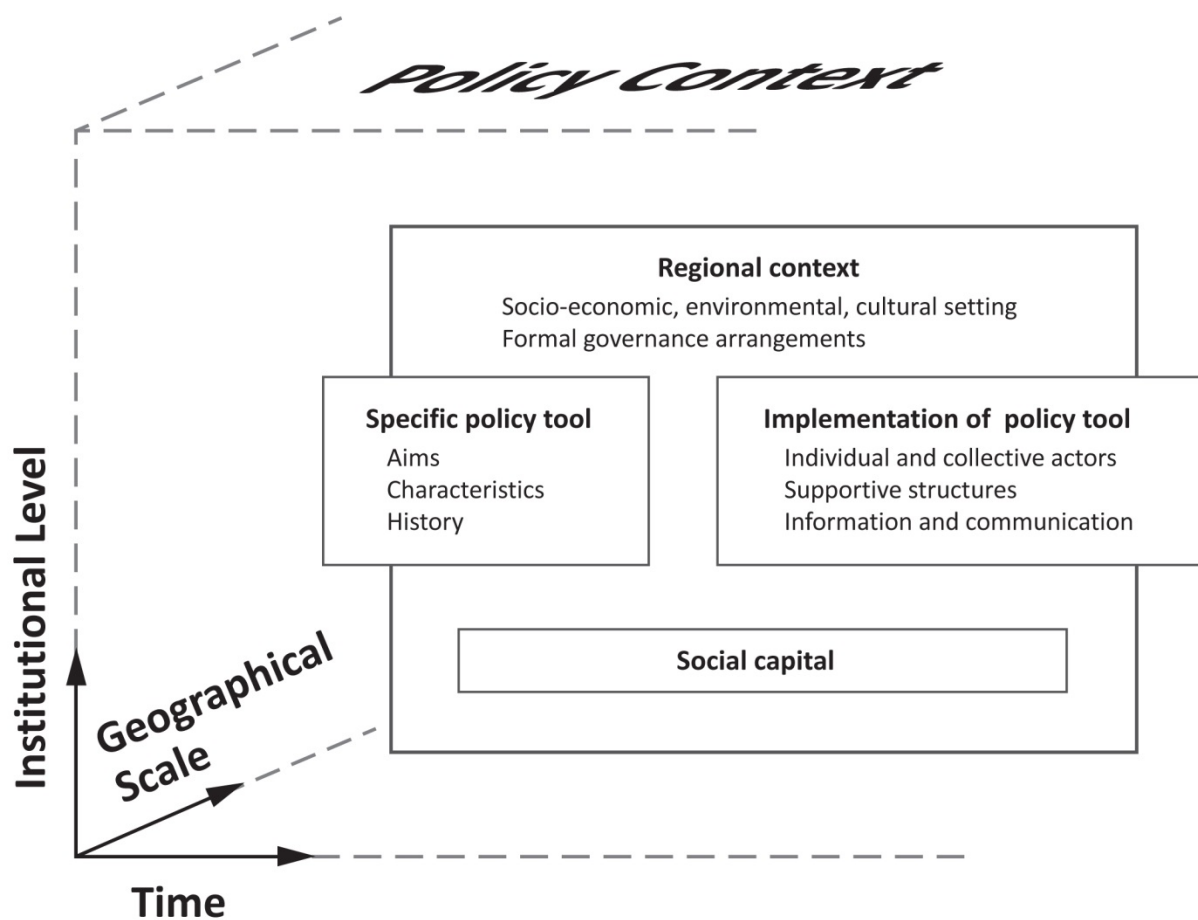 Policy Context
Regional context
Socio-economic, environmental, cultural setting
Formal governance arrangements
Specific policy tool
Aims
Characteristics
History
Implementation of policy tool
Individual and collective actors
Supportive structures
Information and communication
Social capital
Institutional Level
Geographical
Scale
Time